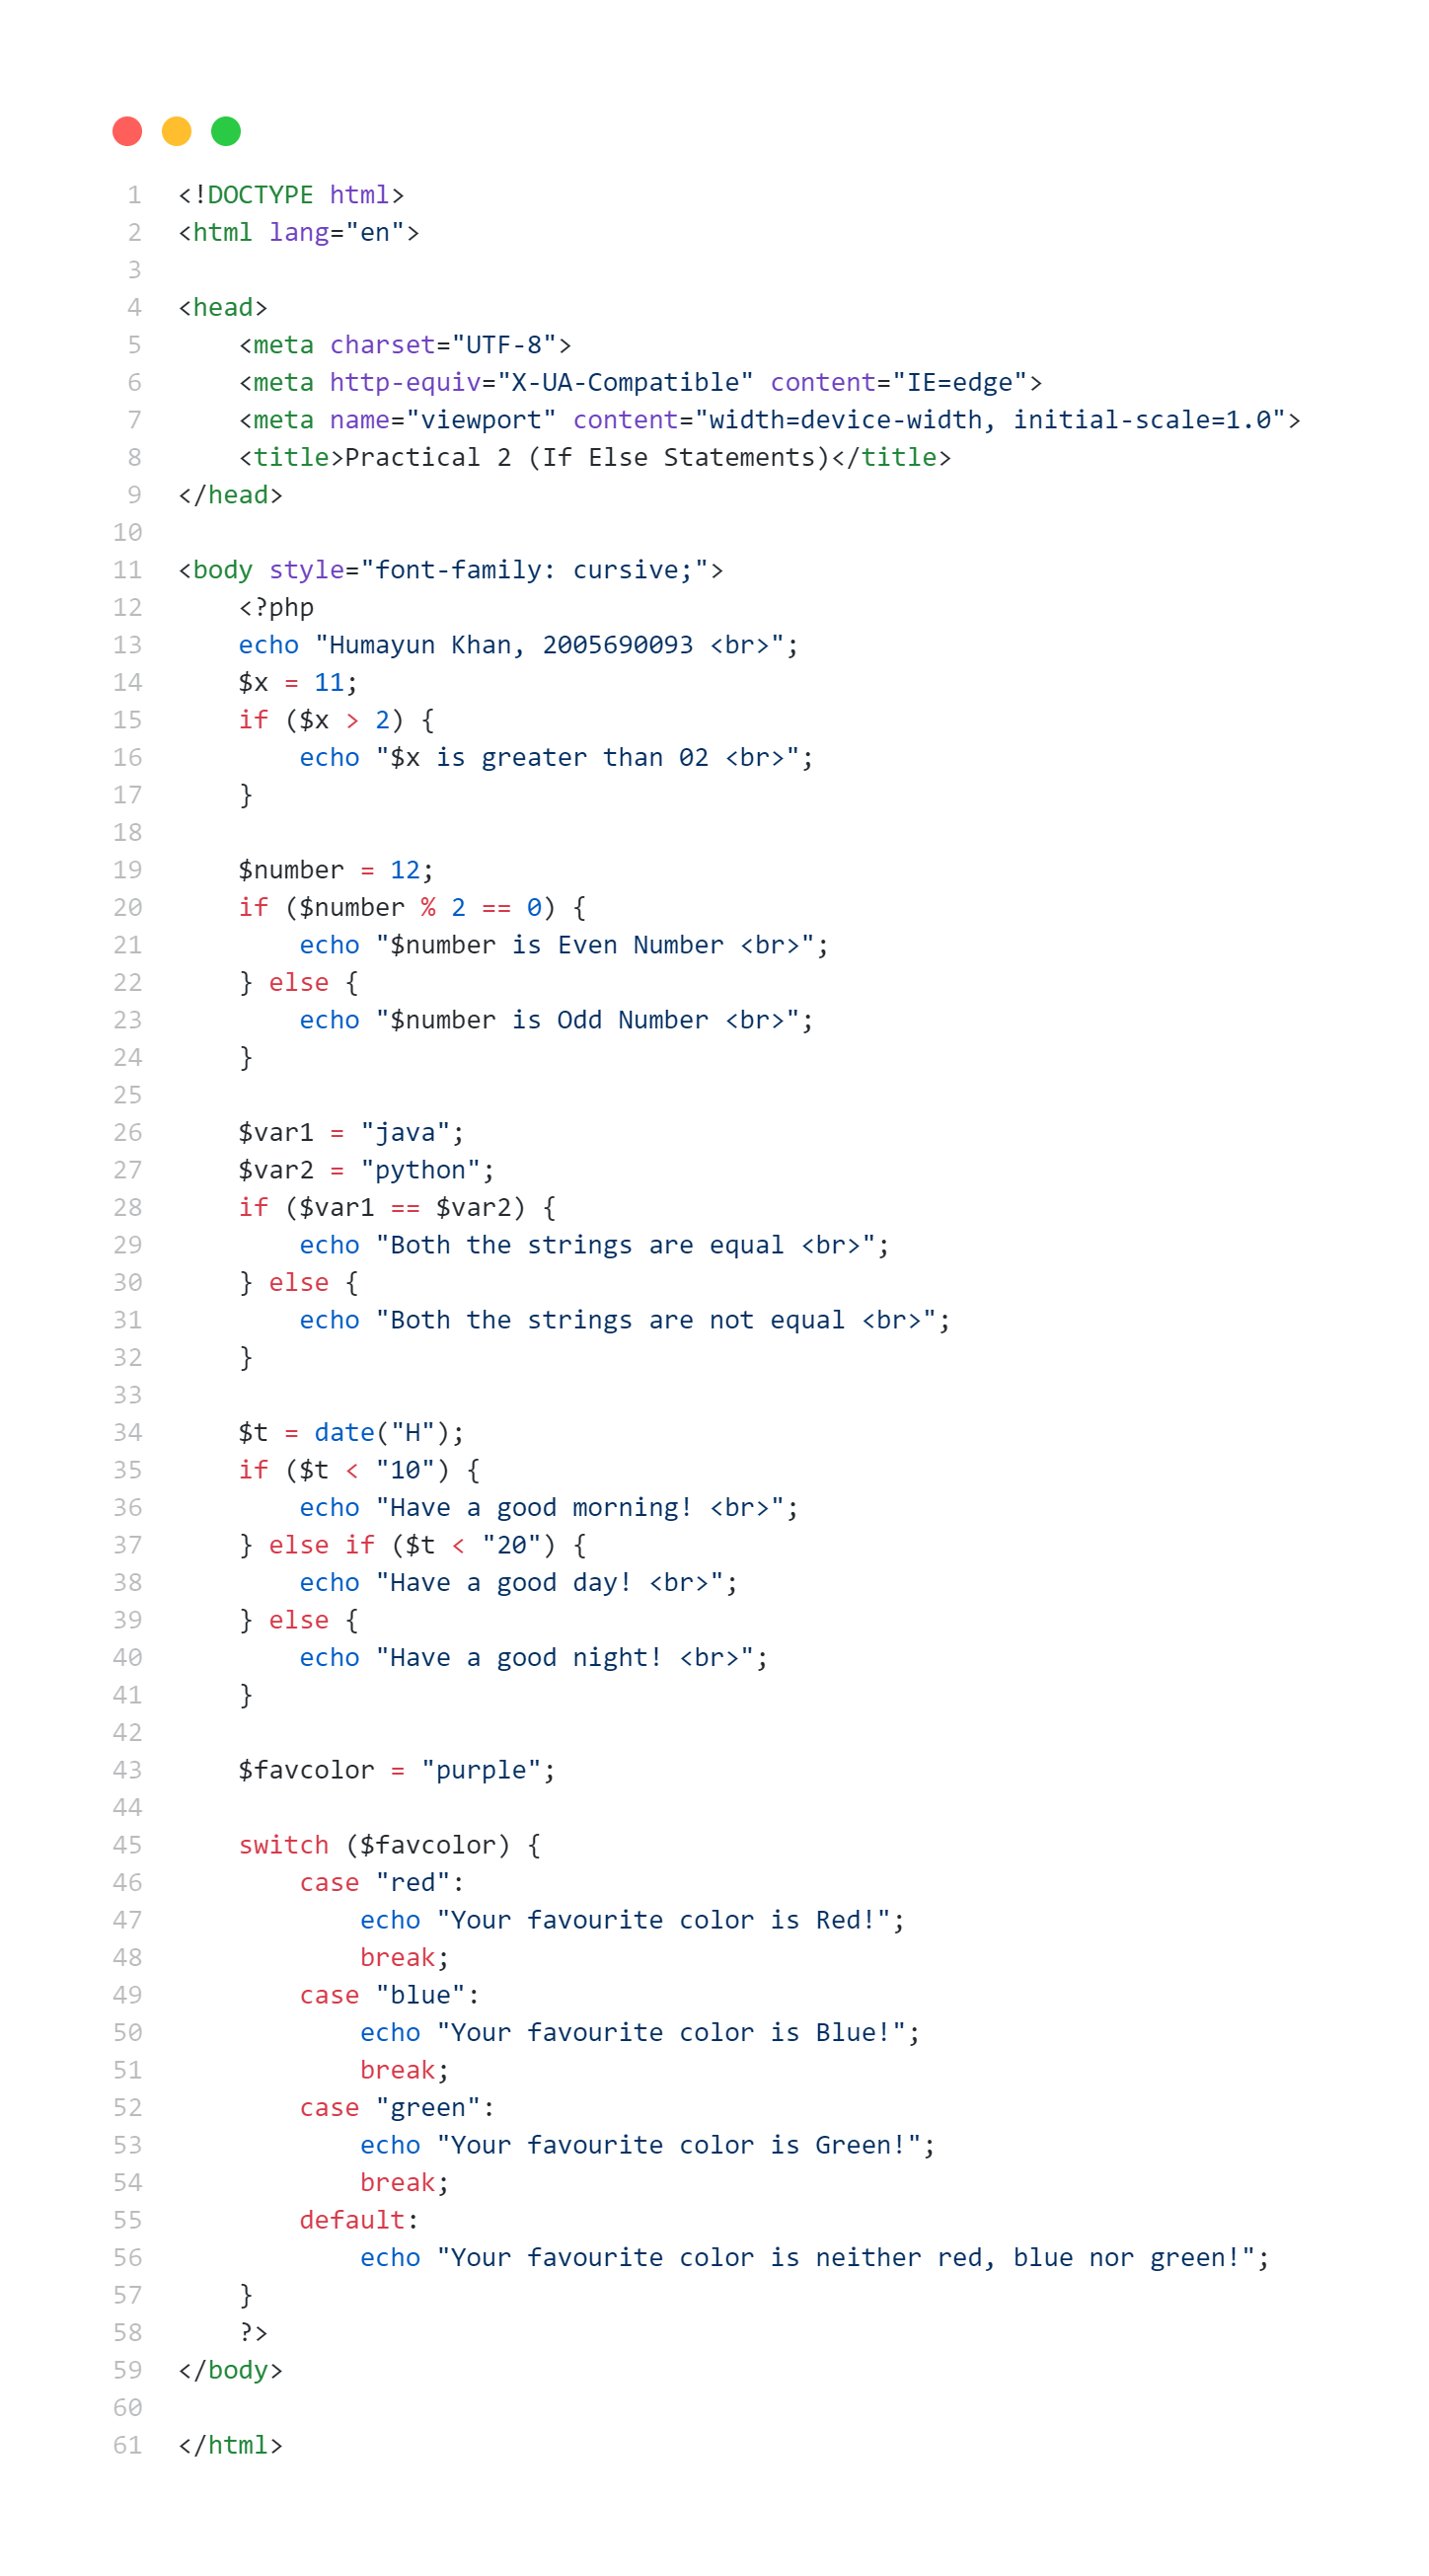 1 <!DOCTYPE html>
2 <html lang="en">
3
4 <head>
5     <meta charset="UTF-8">
6     <meta http-equiv="X-UA-Compatible" content="IE=edge">
7     <meta name="viewport" content="width=device-width, initial-scale=1.0">
8     <title>Practical 2 (If Else Statements)</title>
9 </head>
10
11 <body style="font-family: cursive;">
12     <?php
13     echo "Humayun Khan, 2005690093 <br>";
14     $x = 11;
15     if ($x > 2) {
16         echo "$x is greater than 02 <br>";
17     }
18
19     $number = 12;
20     if ($number % 2 == 0) {
21         echo "$number is Even Number <br>";
22     } else {
23         echo "$number is Odd Number <br>";
24     }
25
26     $var1 = "java";
27     $var2 = "python";
28     if ($var1 == $var2) {
29         echo "Both the strings are equal <br>";
30     } else {
31         echo "Both the strings are not equal <br>";
32     }
33
34     $t = date("H");
35     if ($t < "10") {
36         echo "Have a good morning! <br>";
37     } else if ($t < "20") {
38         echo "Have a good day! <br>";
39     } else {
40         echo "Have a good night! <br>";
41     }
42
43     $favcolor = "purple";
44
45     switch ($favcolor) {
46         case "red":
47             echo "Your favourite color is Red!";
48             break;
49         case "blue":
50             echo "Your favourite color is Blue!";
51             break;
52         case "green":
53             echo "Your favourite color is Green!";
54             break;
55         default:
56             echo "Your favourite color is neither red, blue nor green!";
57     }
58     ?>
59 </body>
60
61 </html>